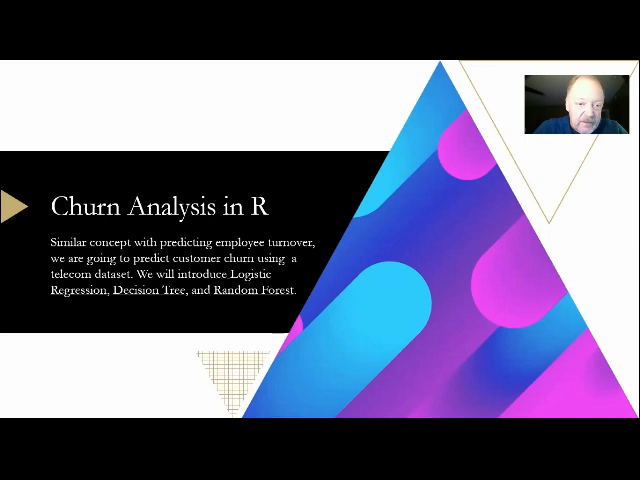 Churn Analysis in R
Similar concept with predicting employee turnover,
we are going to predict customer churn using a
telecom dataset. We will introduce Logistic
Regression, Decision Tree, and Random Forest.